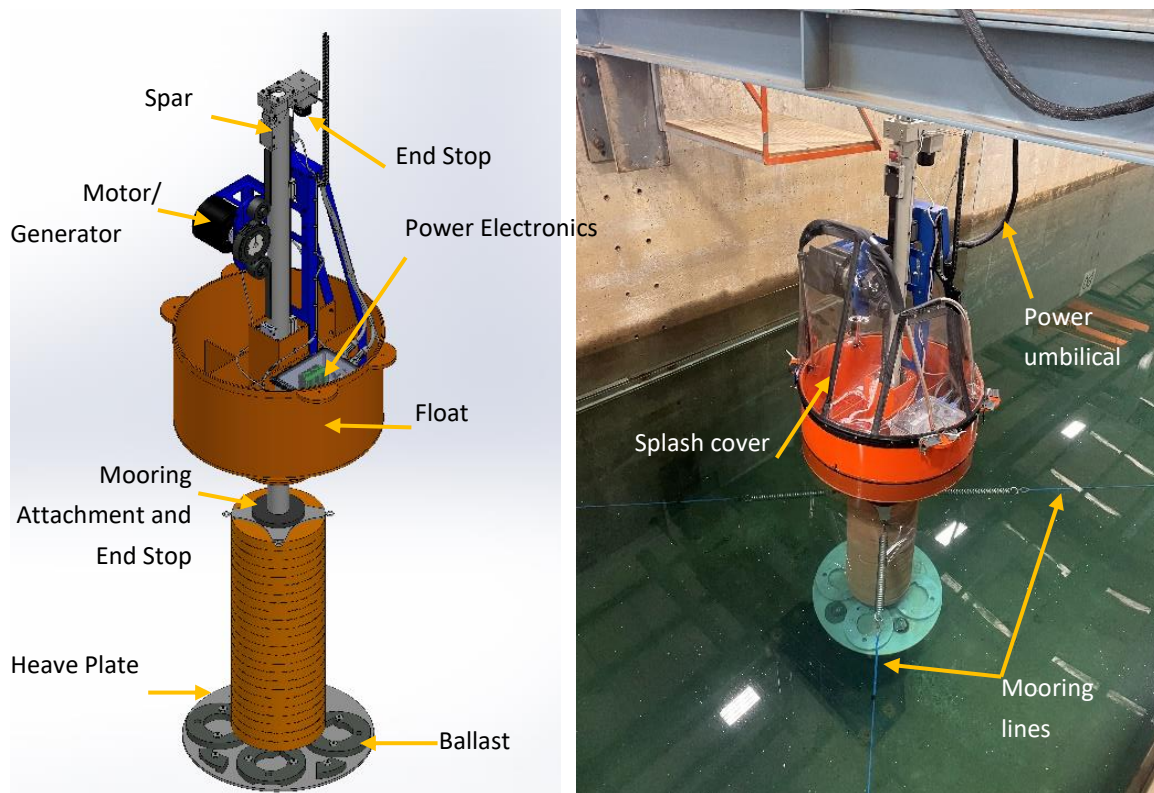 Spar
End Stop
Motor/
Generator
Power Electronics
Float
Mooring
Attachment and
End Stop
Heave Plate
Ballast
Power
umbilical
Splash cover
Mooring
lines